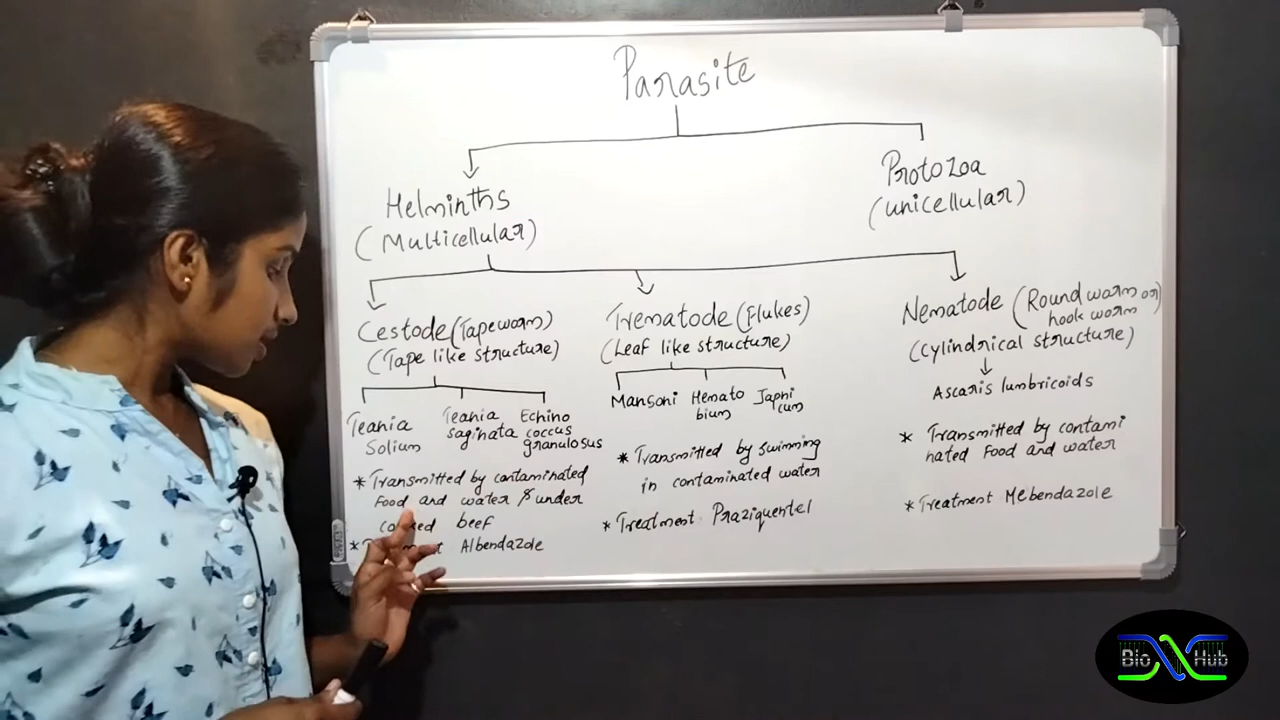 Parasite
Helminths
(Multicellular)
Protozoa
(unicellular)
Cestode (Tapeworm)
(Tape like structure)
Teania
Solium
Teania
saginata
Echino
coccus
granulosus
* Transmitted by contaminated
Food and water & under
beef
* Albendazole
Trematode (Flukes)
(Leaf like structure)
Mansoni
Hemato
bium
Japni
cum
* Transmitted by swimming
in contaminated water
* Treatment Praziquentel
Nematode (Round warm or)
hook worm
(cylindrical structure)
Ascaris lumbricoids
* Transmitted by contami
nated Food and water
* Treatment Mebendazole
Bio Hub